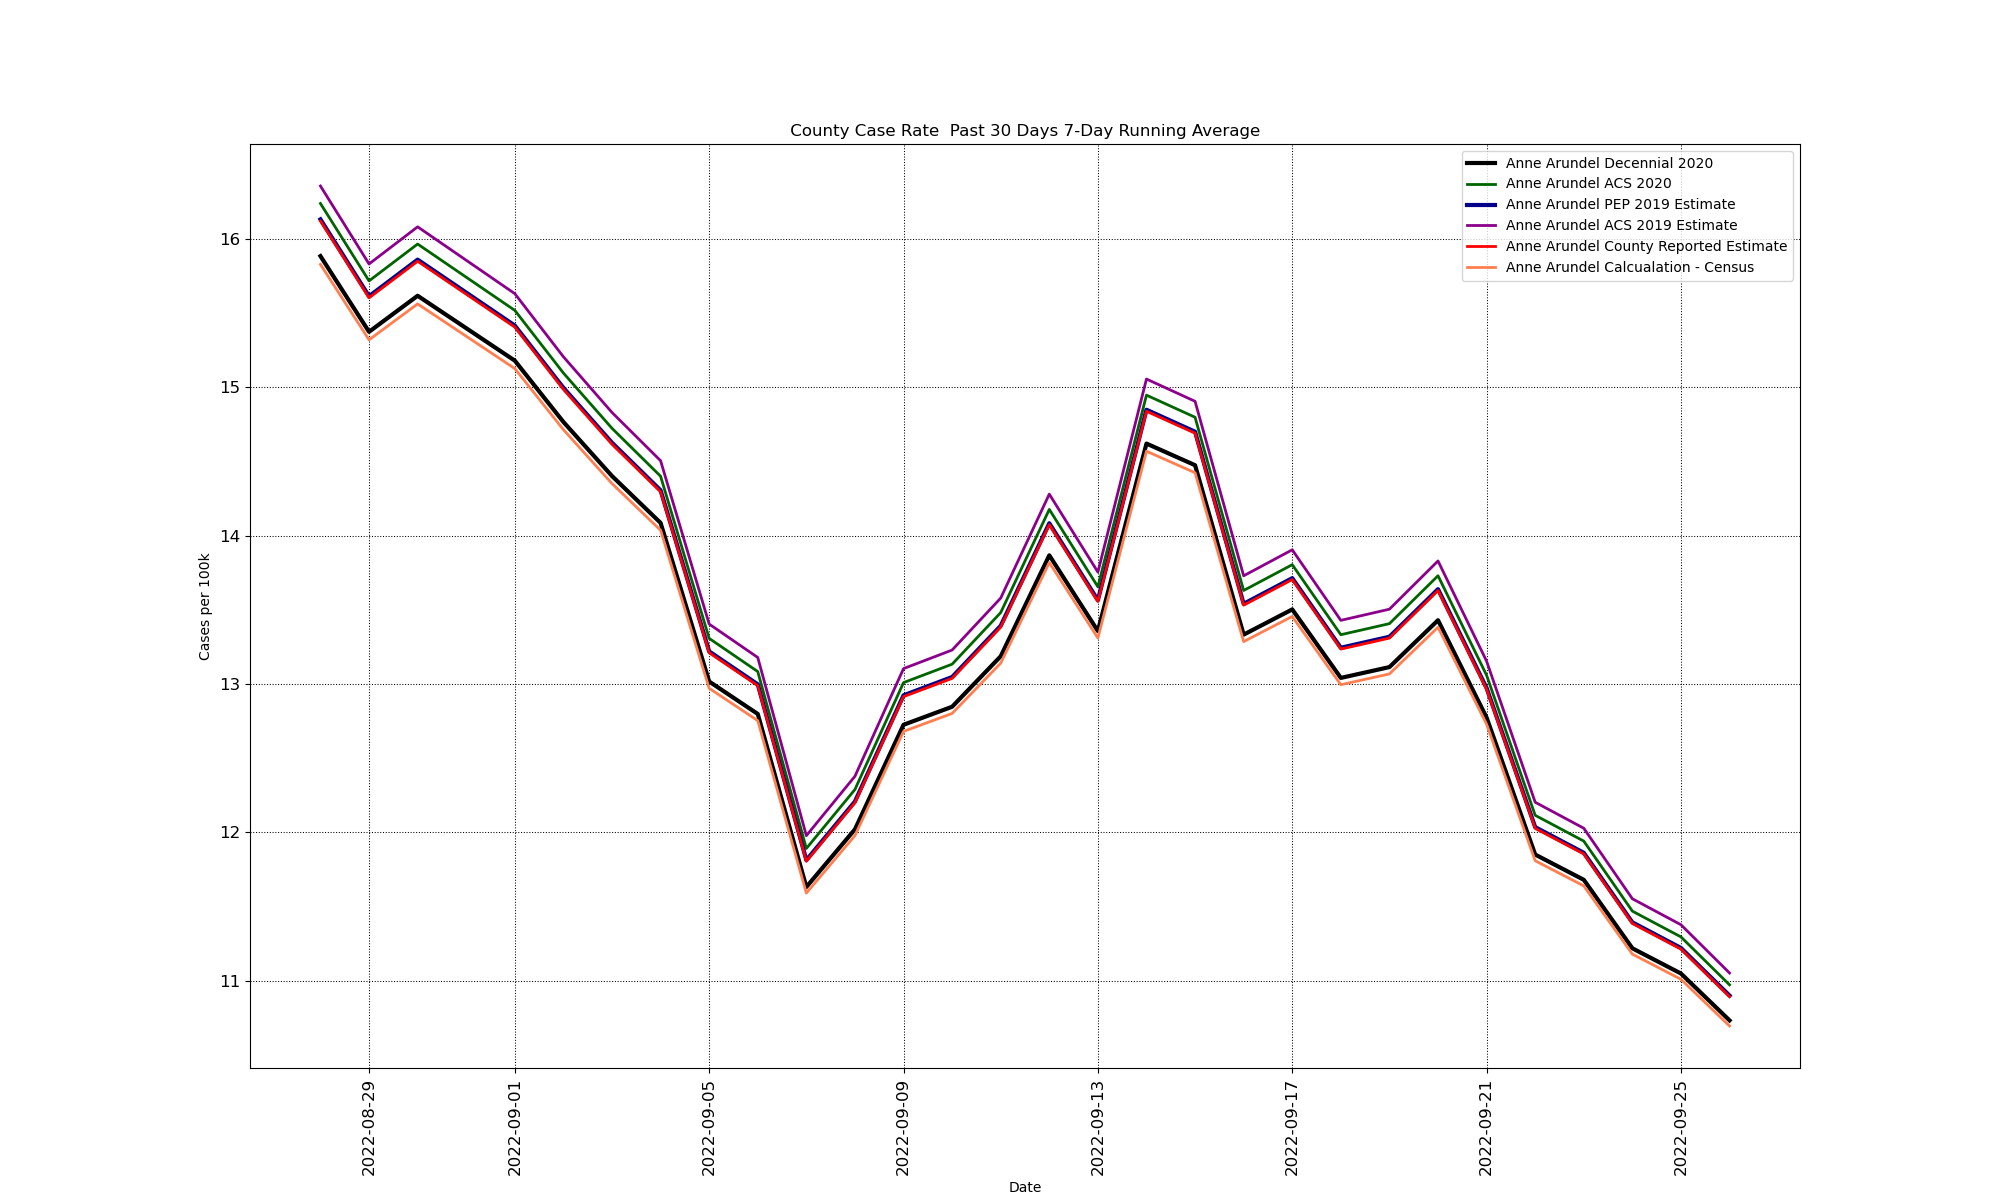 County Case Rate  Past 30 Days 7-Day Running Average
Anne Arundel Decennial 2020
Anne Arundel ACS 2020
Anne Arundel PEP 2019 Estimate
Anne Arundel ACS 2019 Estimate
Anne Arundel County Reported Estimate
Anne Arundel Calcualation - Census
Cases per 100k
16
15
14
13
12
11
2022-08-29
2022-09-01
2022-09-05
2022-09-09
2022-09-13
2022-09-17
2022-09-21
2022-09-25
Date